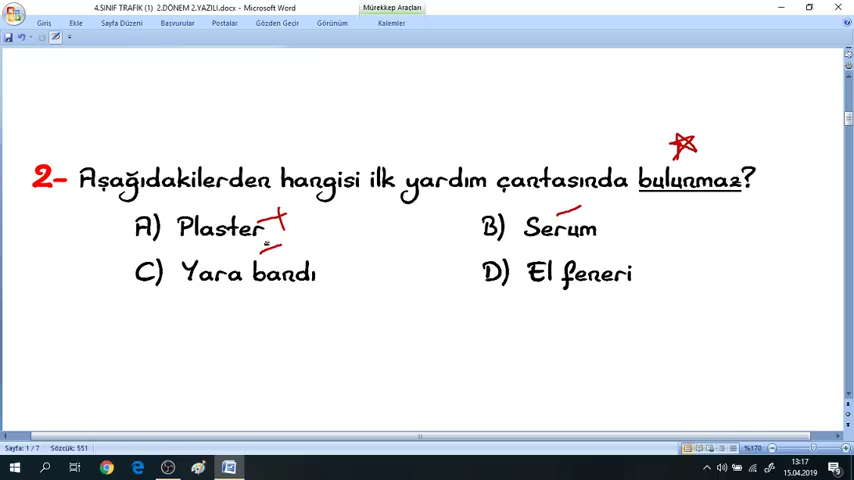 4.SINIF TRAFİK (1) 2.DÖNEM 2.YAZILI.docx - Microsoft Word
Mürekkep Araçları
Giriş Ekle Sayfa Düzeni Başvurular Postalar Gözden Geçir Görünüm Kalemler
2- Aşağıdakilerden hangisi ilk yardım çantasında bulunmaz?
A) Plaster B) Serum
C) Yara bandı D) El feneri
Sayfa: 1 / 7 Sözcük: 551 %170
13:17
15.04.2019